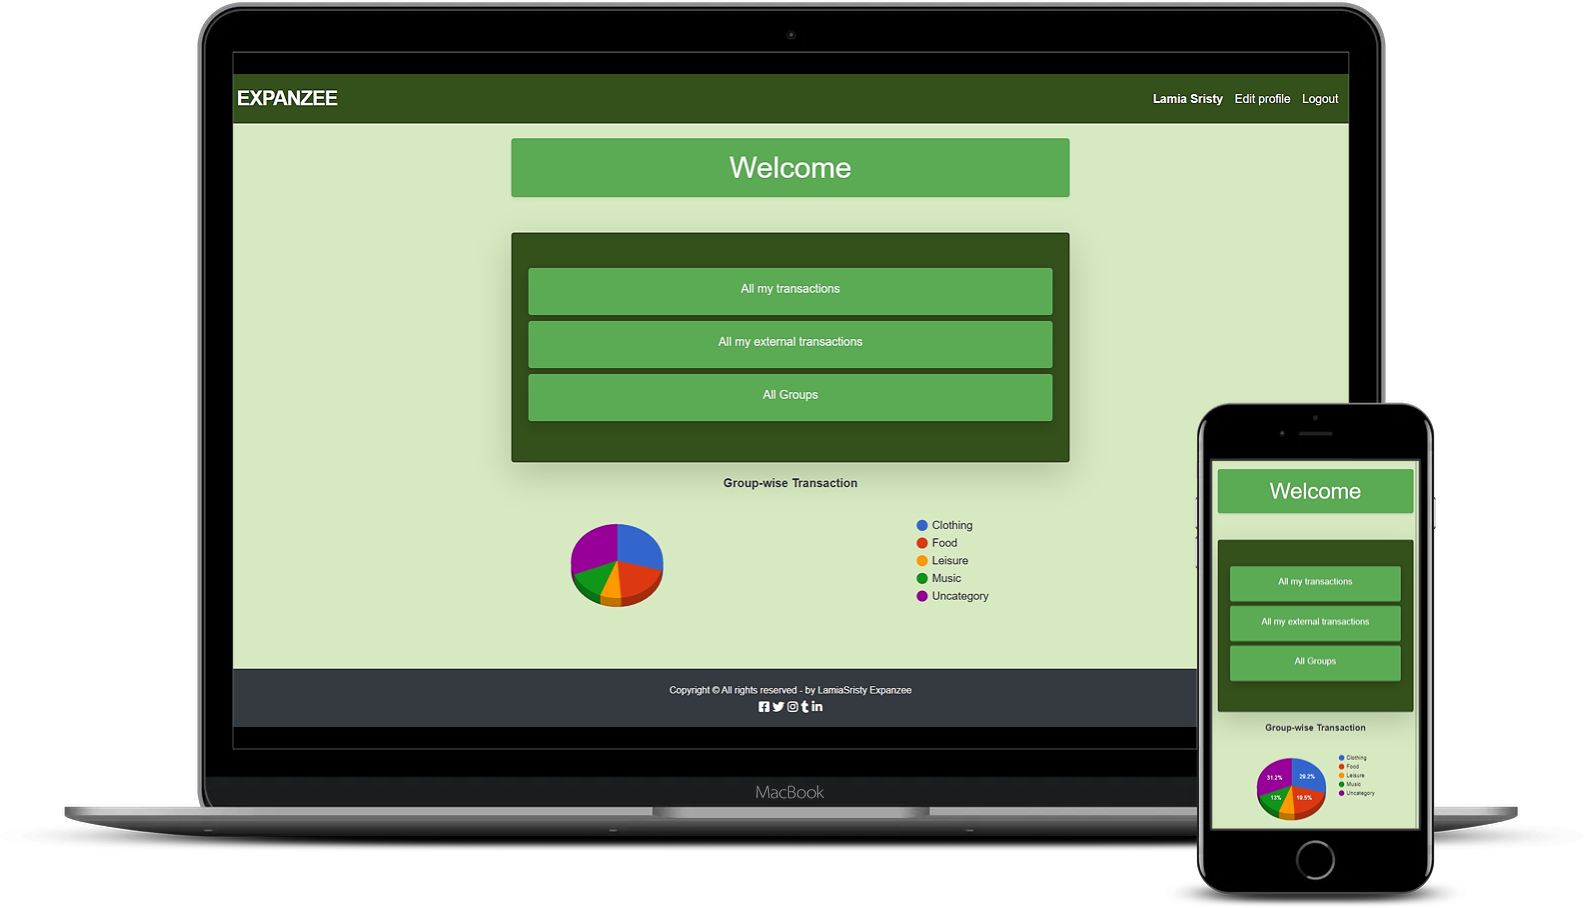 EXPANZEE
Lamia Sristy Edit profile Logout
Welcome
All my transactions
All my external transactions
All Groups
Group-wise Transaction
Clothing
Food
Leisure
Music
Uncategory
Copyright © All rights reserved - by LamiaSristy Expanzee
MacBook
Welcome
All my transactions
All my external transactions
All Groups
Group-wise Transaction
31.2%
29.2%
13%
19.5%
Clothing
Food
Leisure
Music
Uncategory